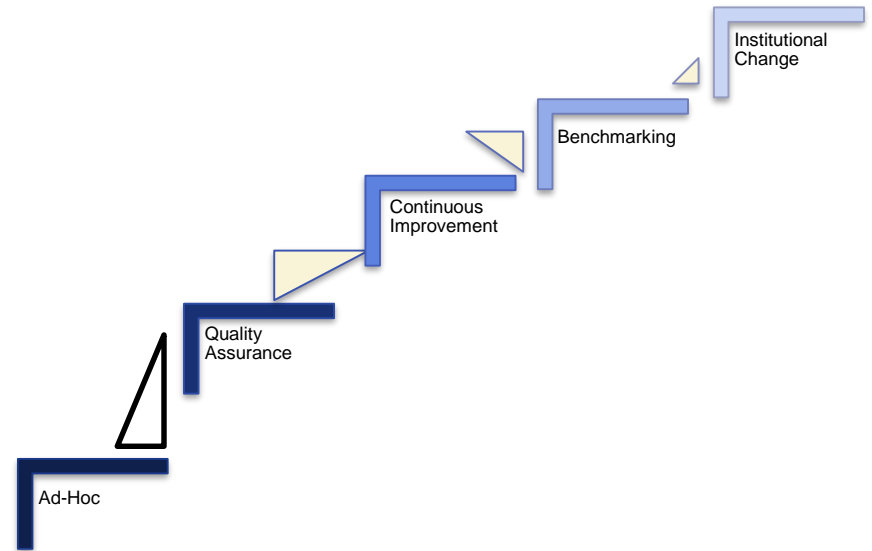 Institutional
Change
Benchmarking
Continuous
Improvement
Quality
Assurance
Ad-Hoc